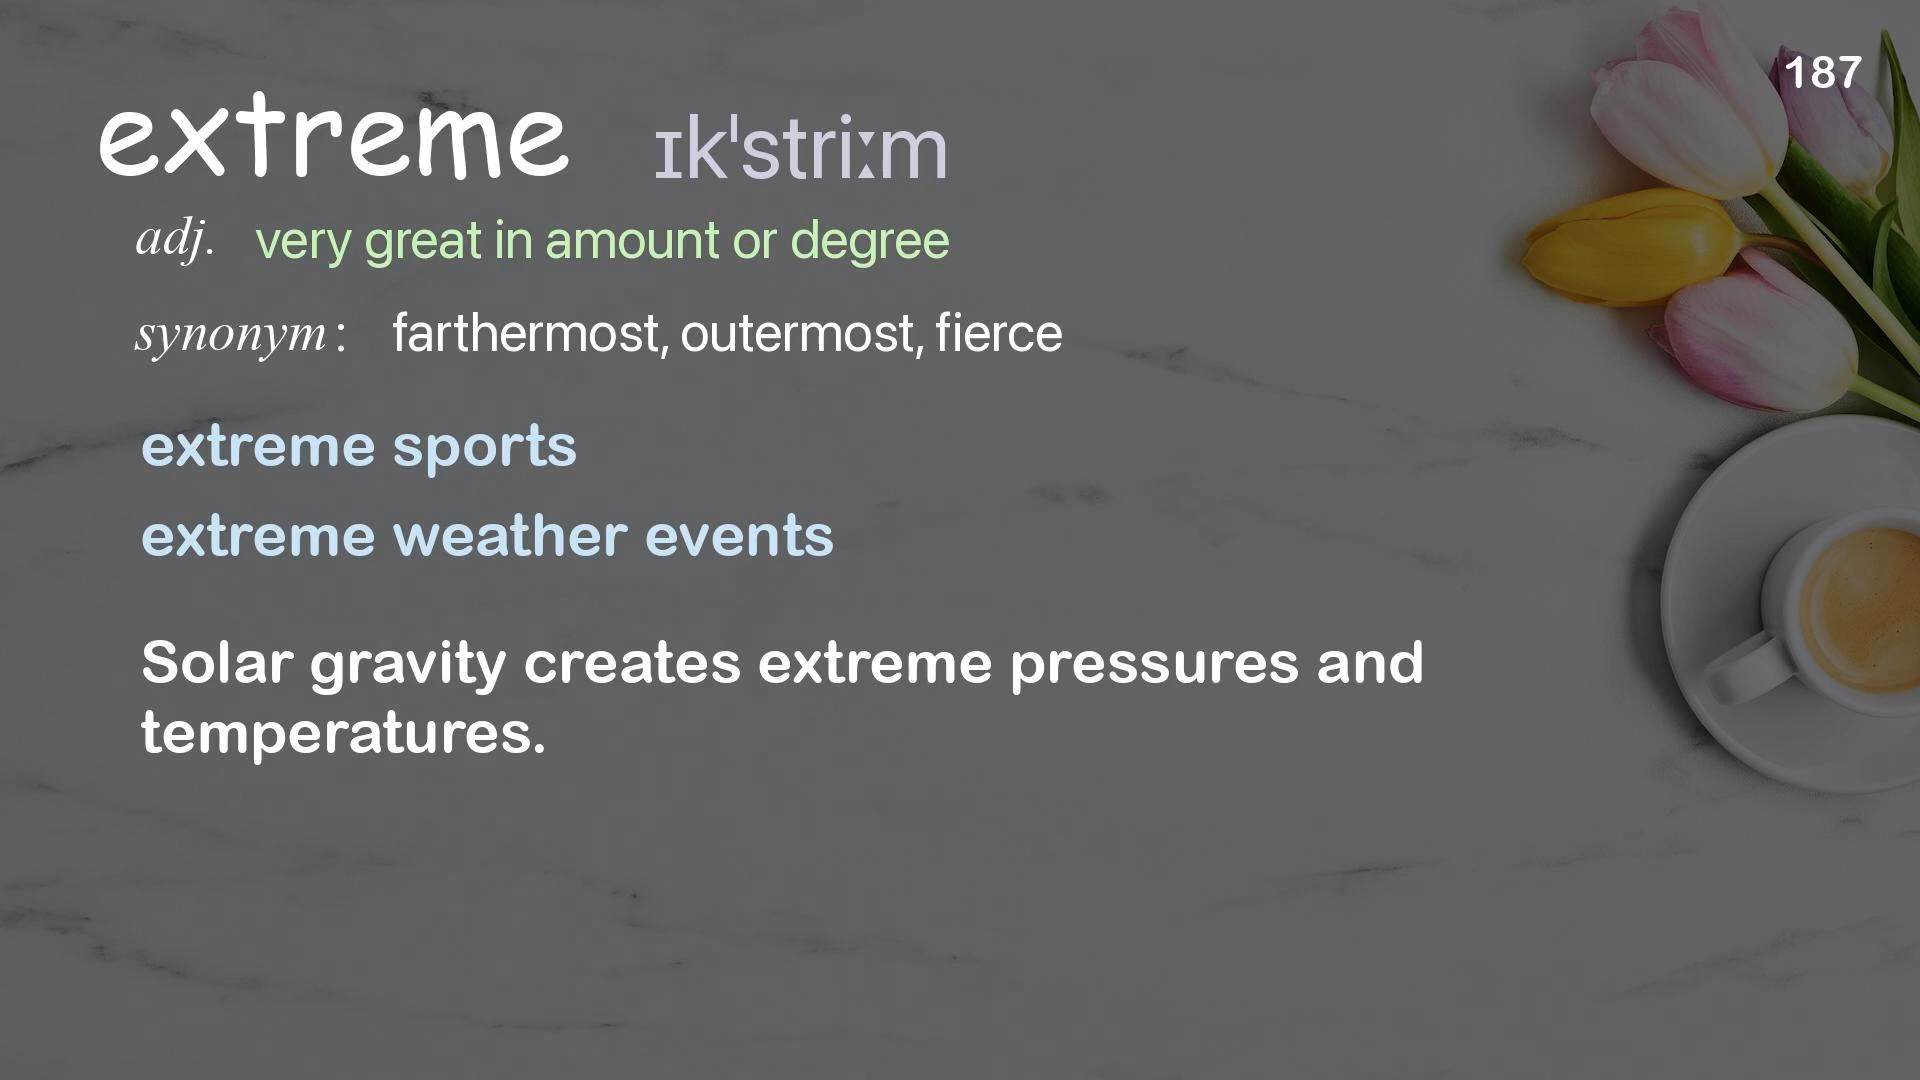 187
extreme ɪkˈstriːm
adj. very great in amount or degree
synonym: farthermost, outermost, fierce
extreme sports
extreme weather events
Solar gravity creates extreme pressures and
temperatures.